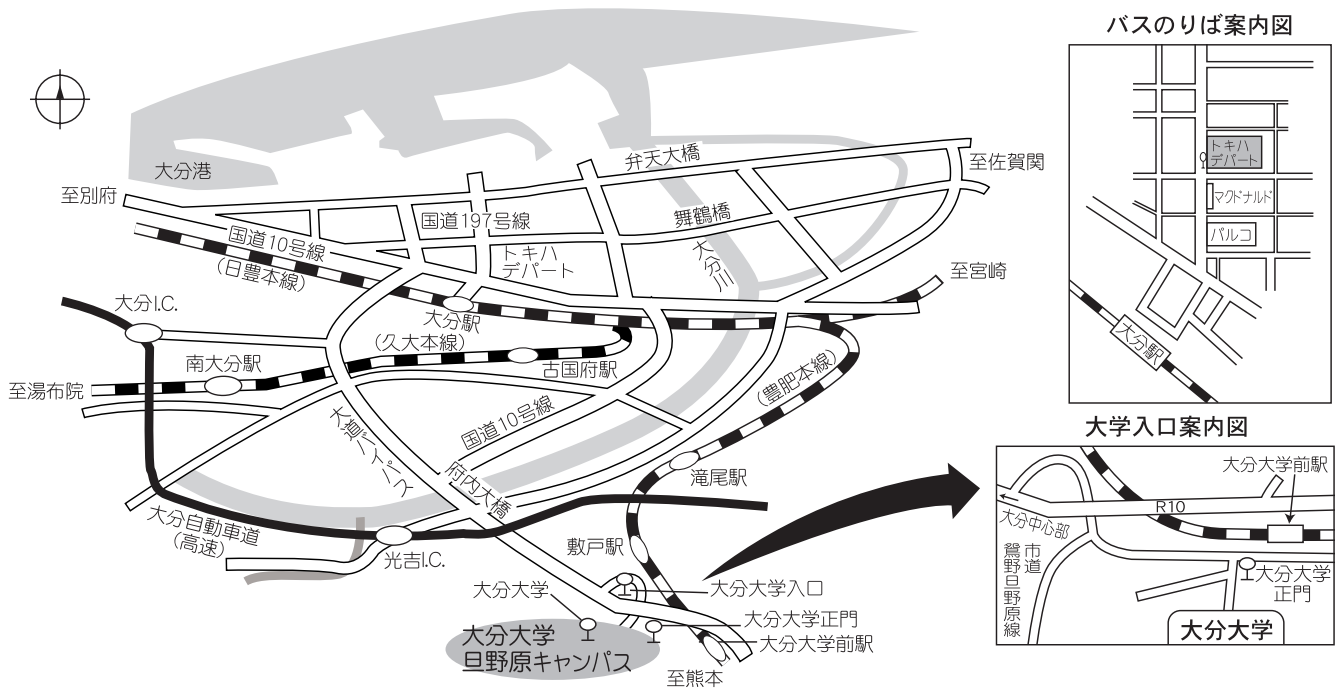 バスのりば案内図
トキハ
デパート
マクドナルド
パルコ
大分駅
大分港
弁天大橋
至佐賀関
至別府
国道197号線
舞鶴橋
国道10号線
(日豊本線)
トキハ
デパート
大分川
至宮崎
大分I.C.
大分駅
(久大本線)
南大分駅
古国府駅
至湯布院
(豊肥本線)
国道10号線
大道バイパス
府内大橋
滝尾駅
大分自動車道
(高速)
光吉I.C.
敷戸駅
大分大学
大分大学入口
大分大学正門
大分大学前駅
大分大学
旦野原キャンパス
至熊本
大学入口案内図
大分大学前駅
R10
大分中心部
市道
鴛野旦野原線
大分大学
正門
大分大学